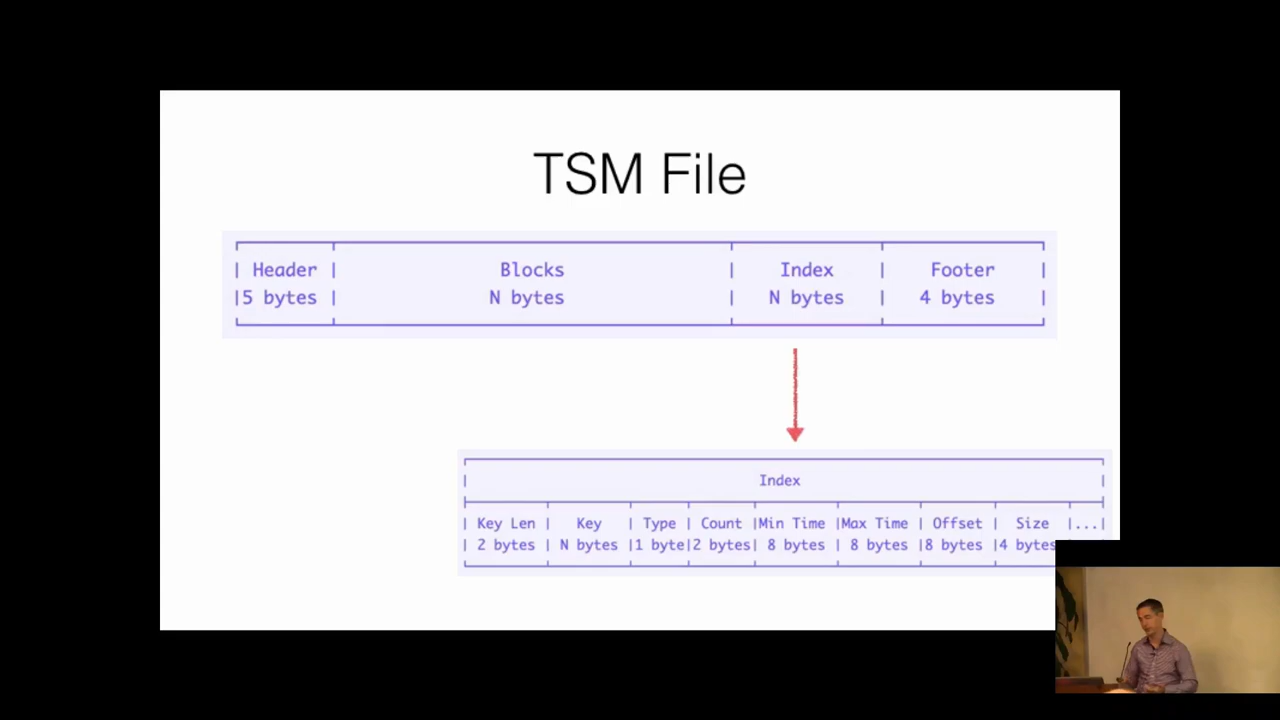 TSM File
Header Blocks Index Footer
5 bytes N bytes N bytes 4 bytes
Index
Key Len Key Type Count Min Time Max Time Offset Size ...
2 bytes N bytes 1 byte 2 bytes 8 bytes 8 bytes 8 bytes 4 bytes